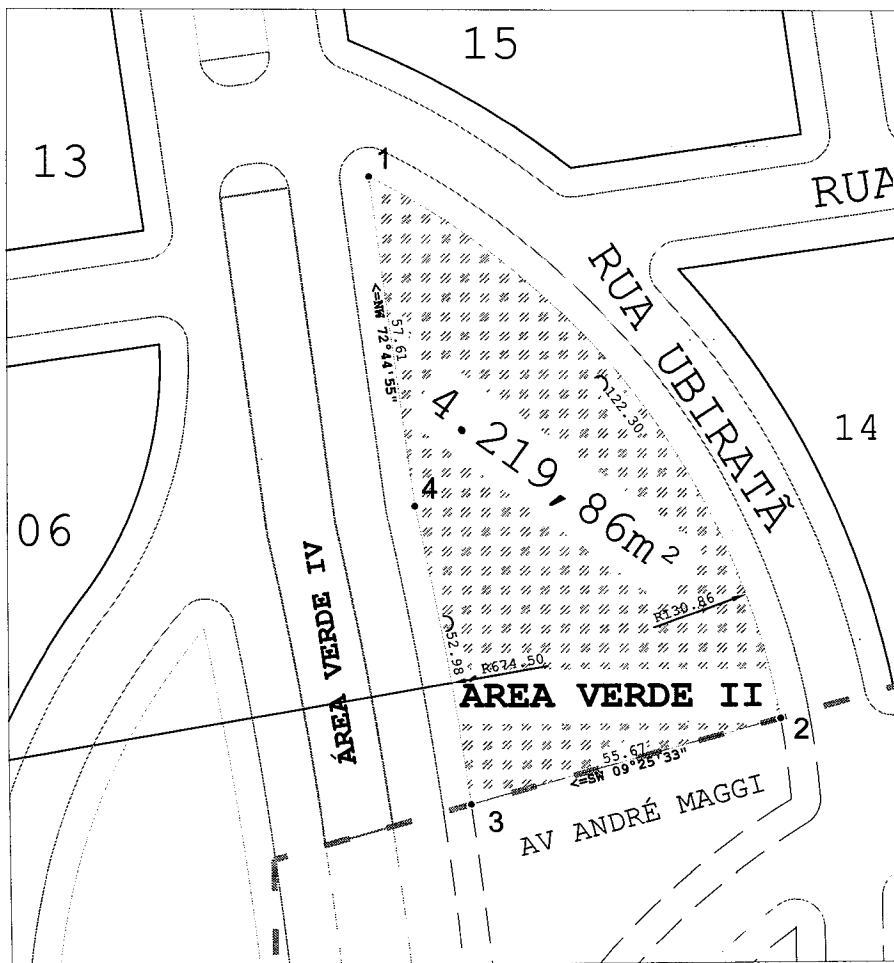 15
13
1
RUA
RUA UBIRATÃ
<=NW 72°44'55"
57.61
122.30
4.219,86m²
14
4
06
ÁREA VERDE IV
R130.86
52.98
R674.50
ÁREA VERDE II
2
55.67
<=SW 09°25'33"
3
AV ANDRÉ MAGGI